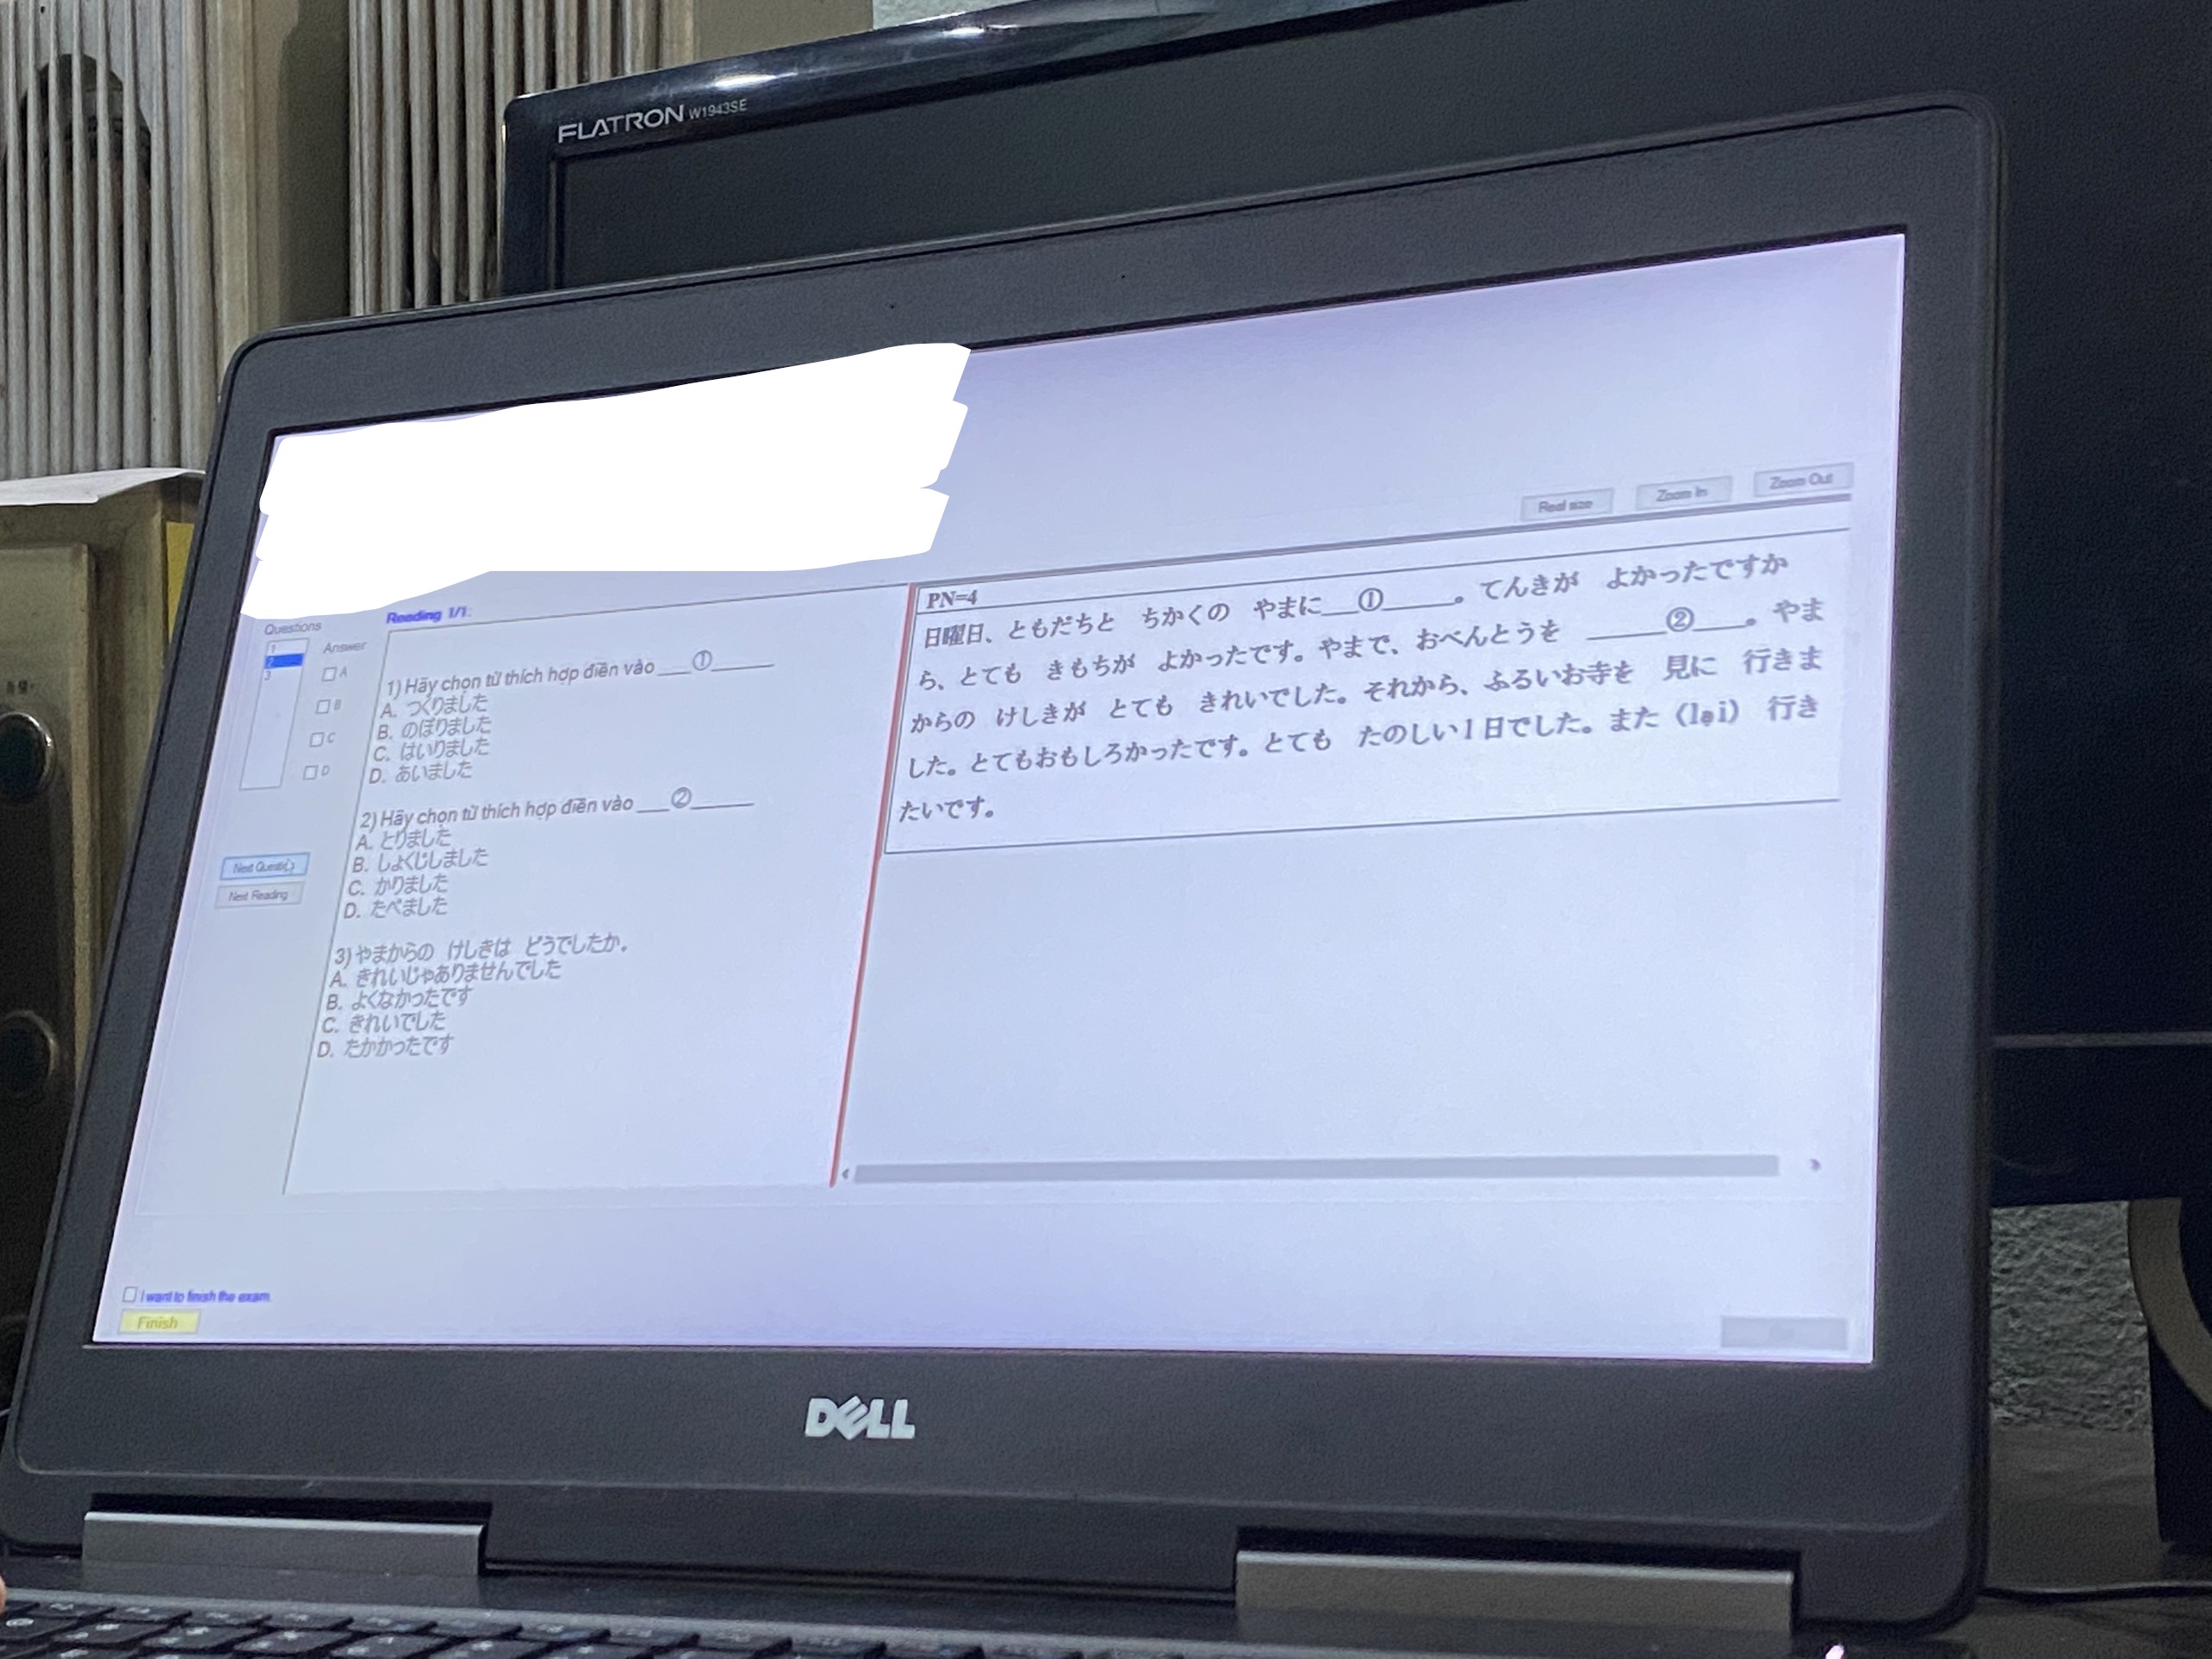 FLATRON W1943SE
Real size
Zoom In
Zoom Out
Questions
Answer
1
2
3
A
B
C
D
Next Question
Next Reading
Reading 1/1:
1) Hãy chọn từ thích hợp điền vào ___①______
A. つくりました
B. のぼりました
C. はいりました
D. あいました
2) Hãy chọn từ thích hợp điền vào ___②______
A. とりました
B. しょくじしました
C. かりました
D. たべました
3) やまからの けしきは どうでしたか。
A. きれいじゃありませんでした
B. よくなかったです
C. きれいでした
D. たかかったです
PN=4
日曜日、ともだちと ちかくの やまに___①______。てんきが よかったですか
ら、とても きもちが よかったです。やまで、おべんとうを ______②____。やま
からの けしきが とても きれいでした。それから、ふるいお寺を 見に 行きま
した。とてもおもしろかったです。とても たのしい1日でした。また（lại） 行き
たいです。
I want to finish the exam.
Finish
DELL